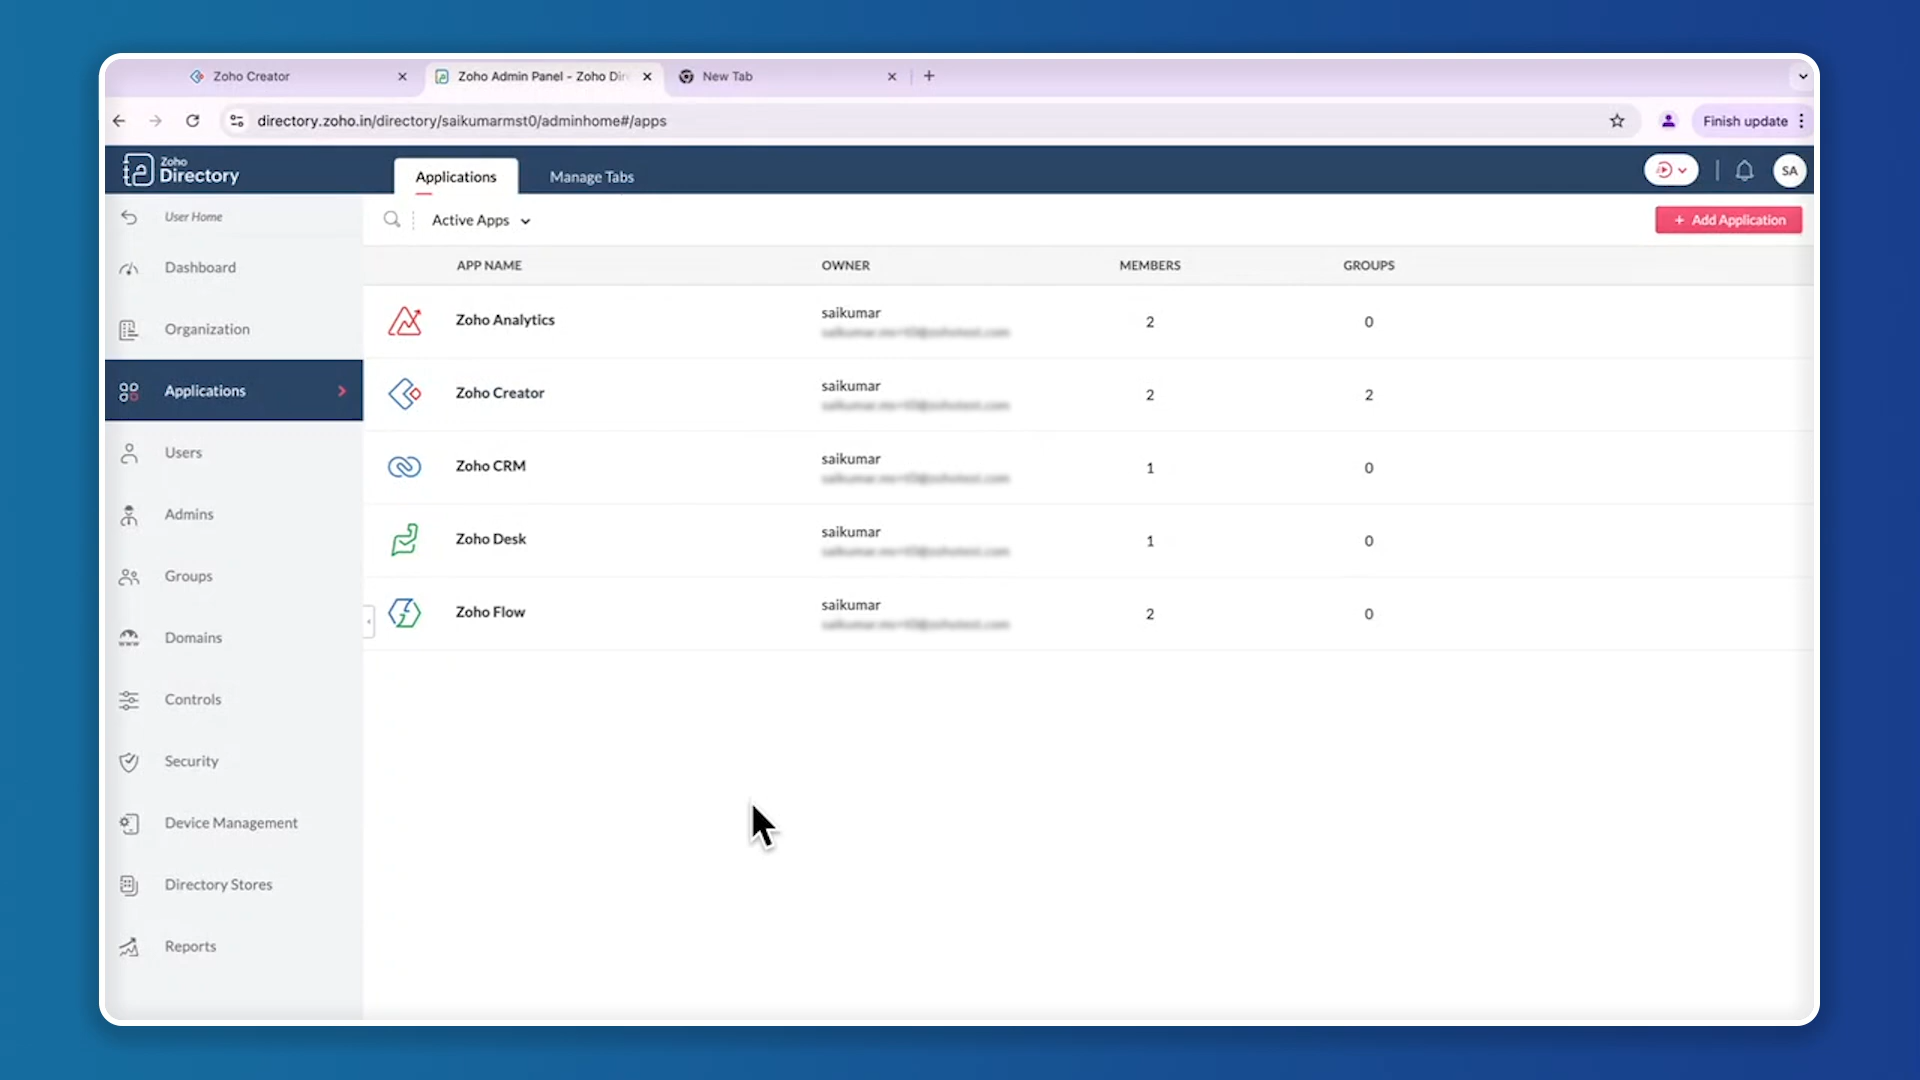 Zoho Creator
Zoho Admin Panel - Zoho Dir
New Tab
directory.zoho.in/directory/saikumarmst0/adminhome#/apps
Finish update
Zoho
Directory
Applications
Manage Tabs
SA
User Home
Active Apps
+ Add Application
Dashboard
APP NAME OWNER MEMBERS GROUPS
Organization
Zoho Analytics saikumar 2 0
Applications
Zoho Creator saikumar 2 2
Users
Zoho CRM saikumar 1 0
Admins
Zoho Desk saikumar 1 0
Groups
Zoho Flow saikumar 2 0
Domains
Controls
Security
Device Management
Directory Stores
Reports